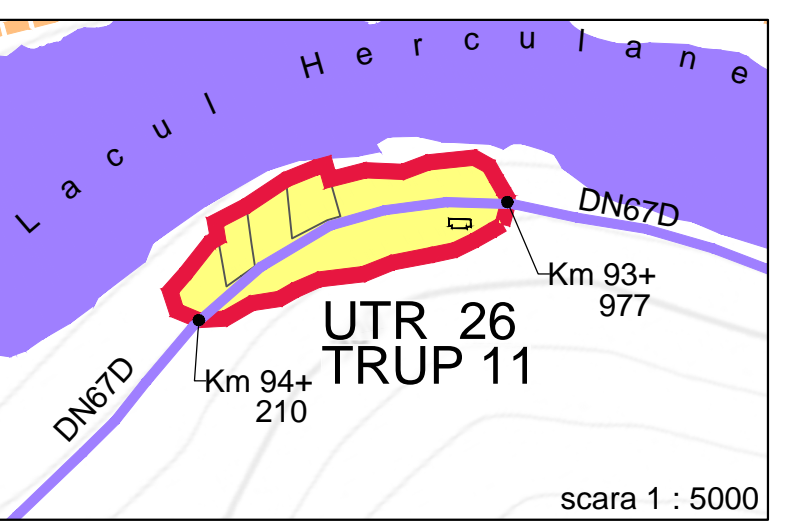 Lacul Herculane
DN67D
Km 93+
977
UTR 26
TRUP 11
Km 94+
210
DN67D
scara 1 : 5000